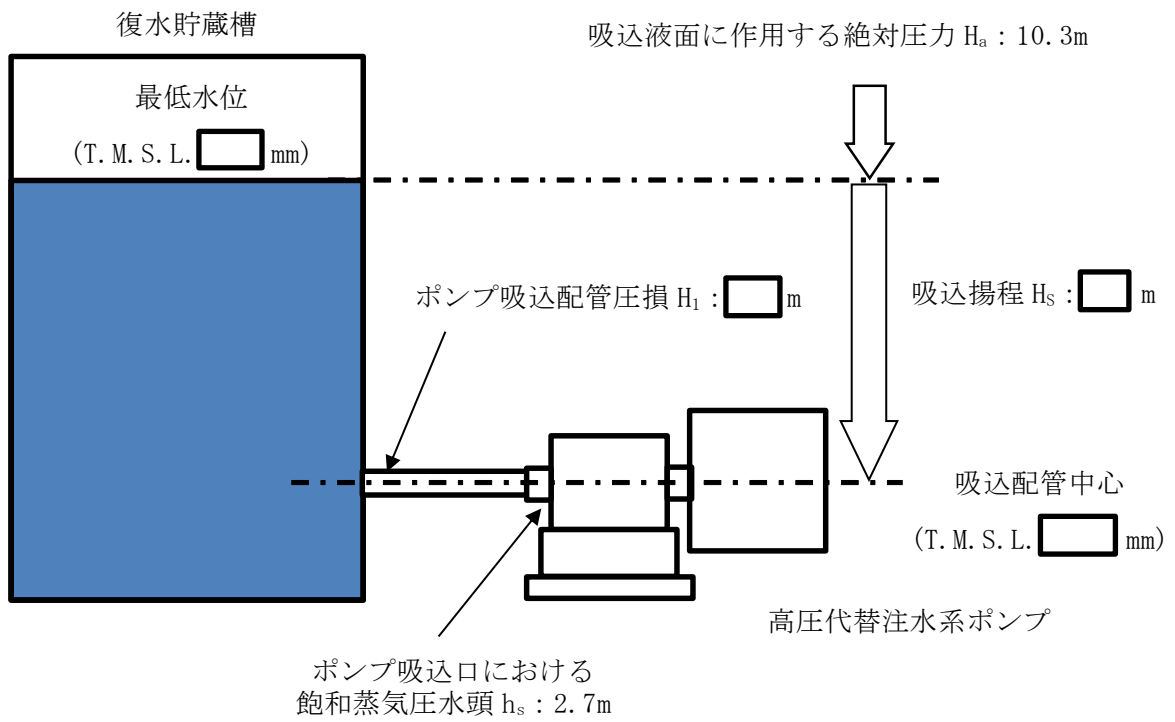 復水貯蔵槽
吸込液面に作用する絶対圧力 Hₐ：10.3m
最低水位
(T.M.S.L. mm)
ポンプ吸込配管圧損 H₁： m
吸込揚程 Hₛ： m
吸込配管中心
(T.M.S.L. mm)
高圧代替注水系ポンプ
ポンプ吸込口における
飽和蒸気圧水頭 hₛ：2.7m